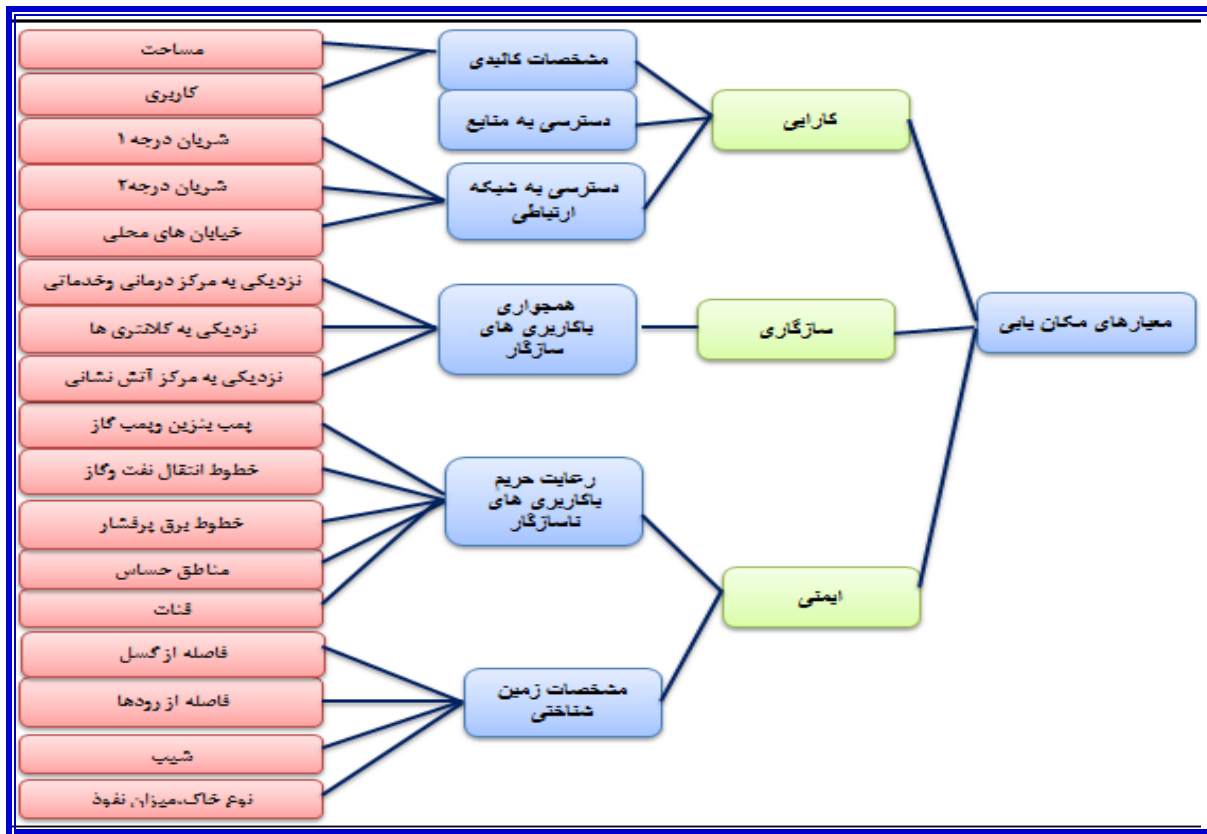 معیارهای مکان یابی
کارایی
سازگاری
ایمنی
مشخصات کالبدی
دسترسی به منابع
دسترسی به شبکه
ارتباطی
همجواری
باکاربری های
سازگار
رعایت حریم
باکاربری های
ناسازگار
مشخصات زمین
شناختی
مساحت
کاربری
شریان درجه ۱
شریان درجه۲
خیابان های محلی
نزدیکی به مرکز درمانی وخدماتی
نزدیکی به کلانتری ها
نزدیکی به مرکز آتش نشانی
پمپ بنزین وپمپ گاز
خطوط انتقال نفت وگاز
خطوط برق پرفشار
مناطق حساس
قنات
فاصله از گسل
فاصله از رودها
شیب
نوع خاک،میزان نفوذ